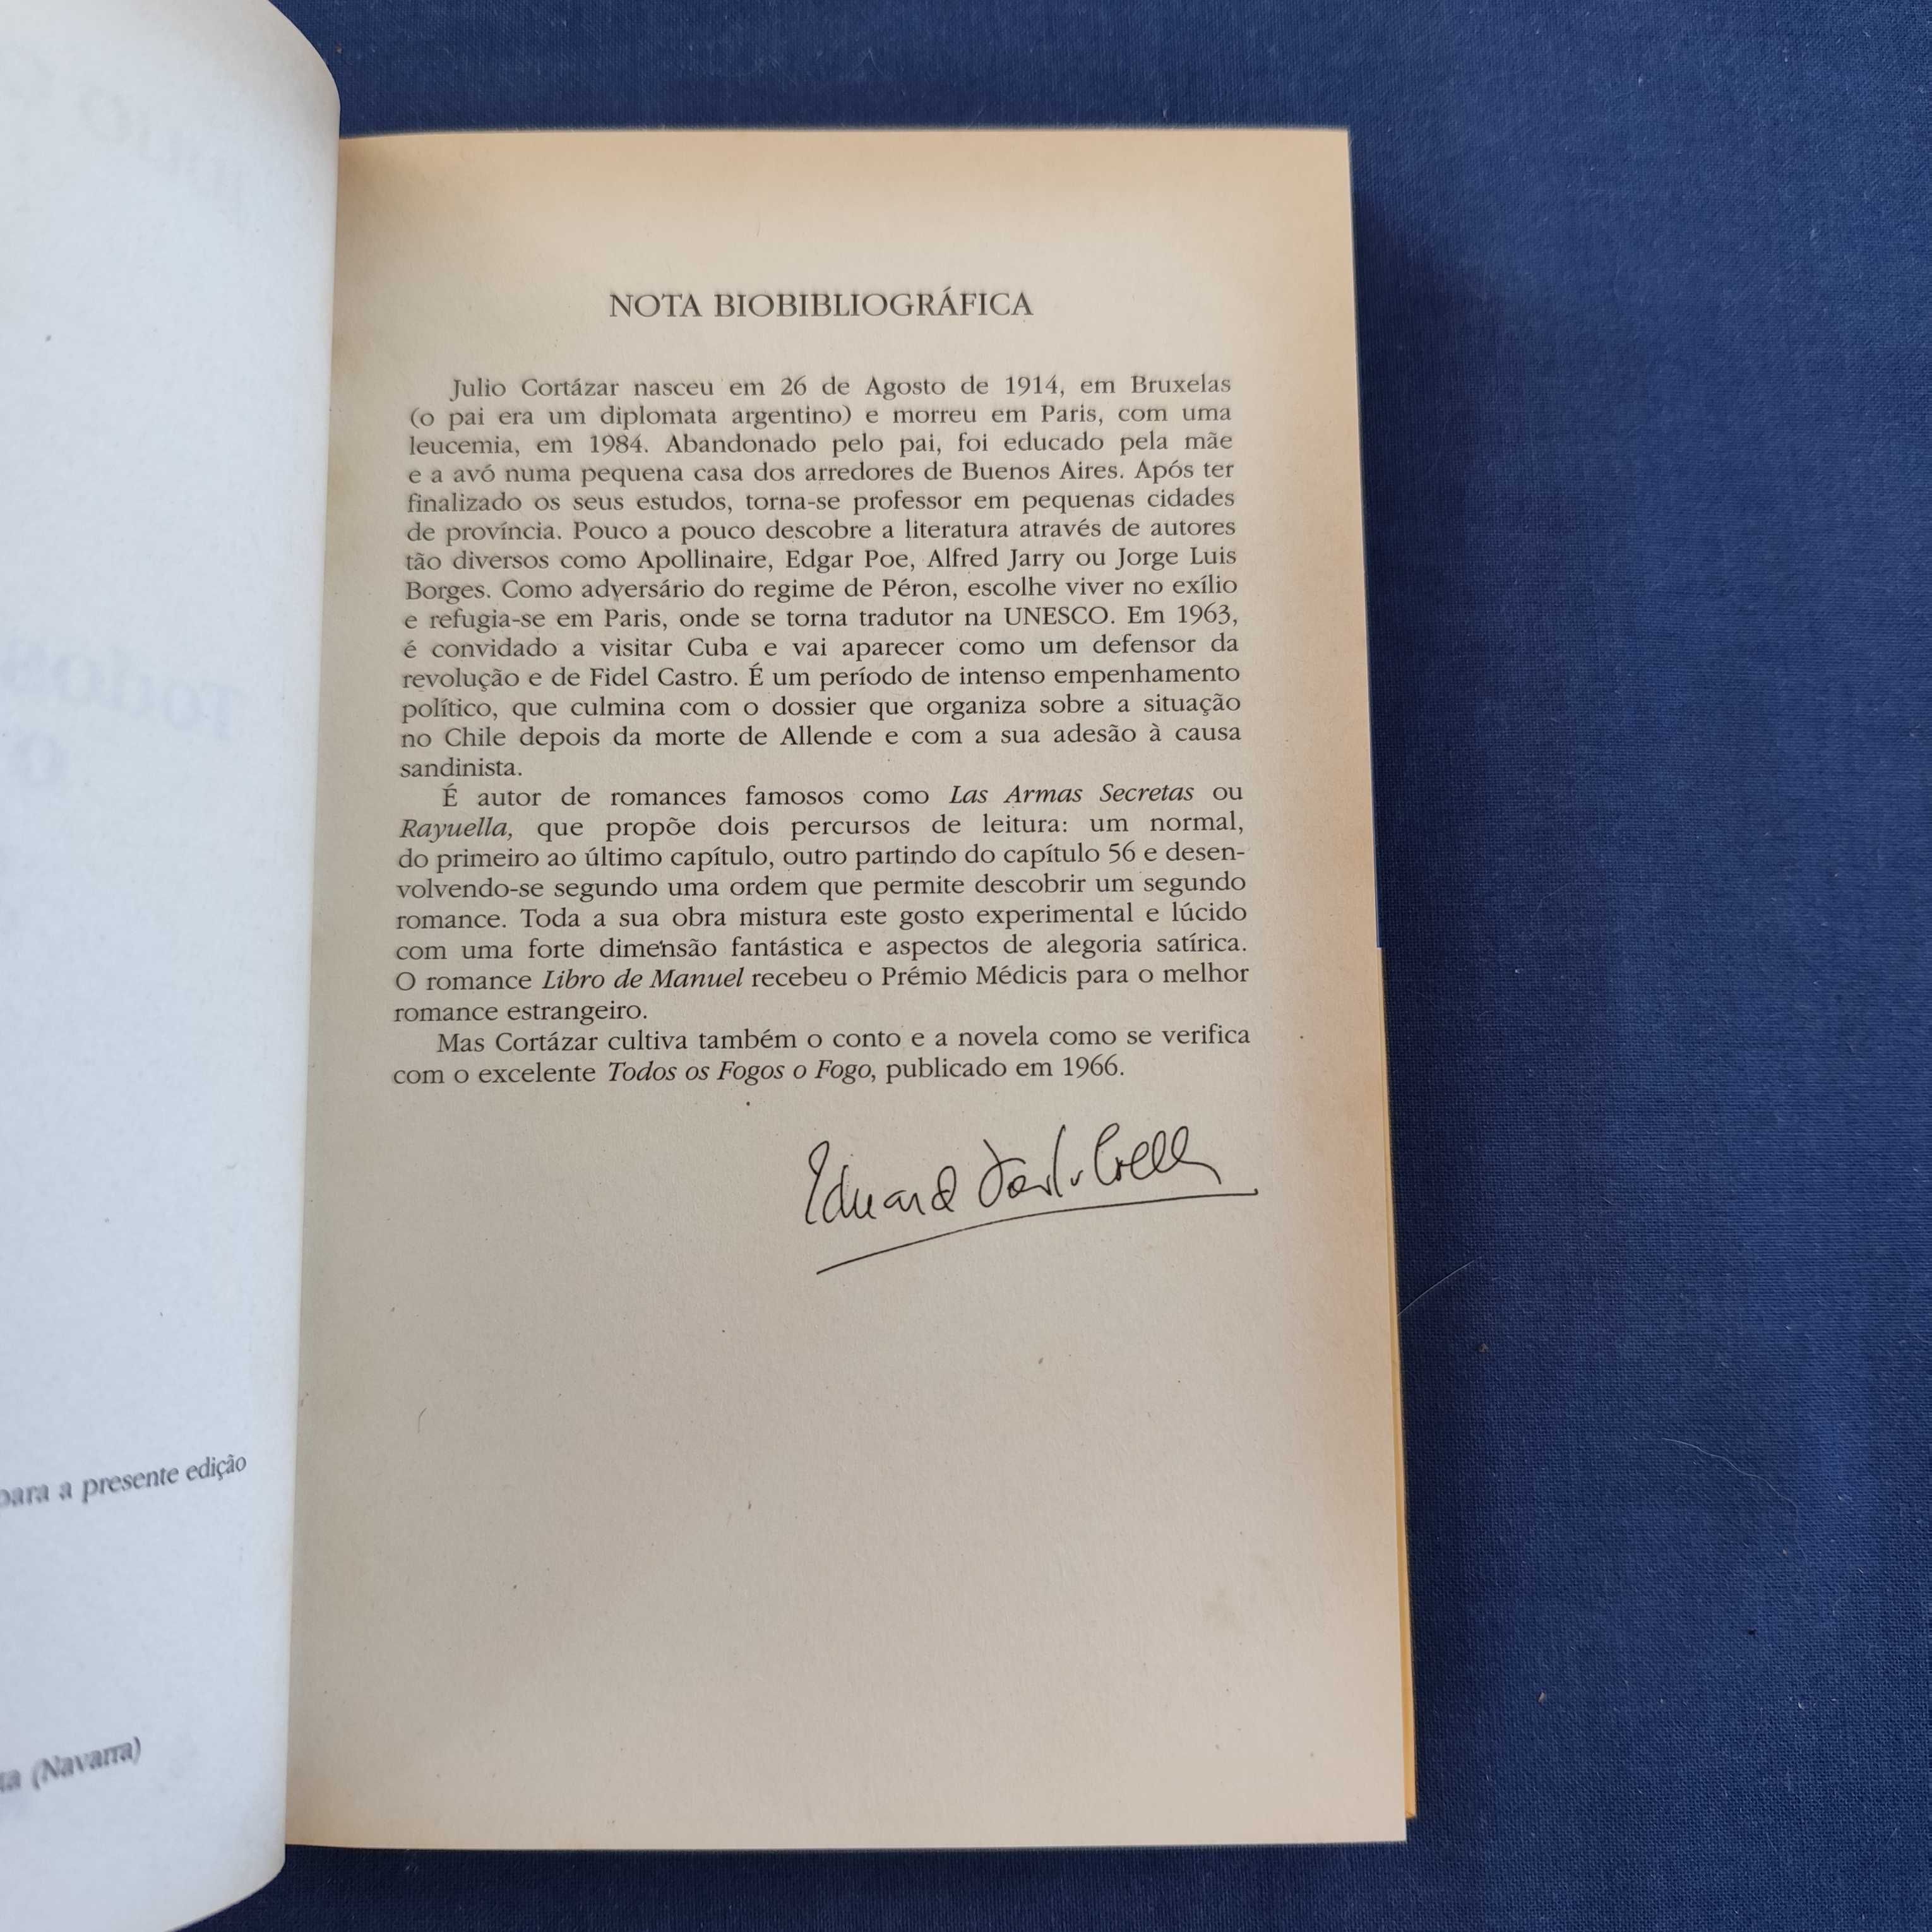 para a presente edição
(Navarra)
NOTA BIOBIBLIOGRÁFICA
Julio Cortázar nasceu em 26 de Agosto de 1914, em Bruxelas
(o pai era um diplomata argentino) e morreu em Paris, com uma
leucemia, em 1984. Abandonado pelo pai, foi educado pela mãe
e a avó numa pequena casa dos arredores de Buenos Aires. Após ter
finalizado os seus estudos, torna-se professor em pequenas cidades
de província. Pouco a pouco descobre a literatura através de autores
tão diversos como Apollinaire, Edgar Poe, Alfred Jarry ou Jorge Luis
Borges. Como adversário do regime de Péron, escolhe viver no exílio
e refugia-se em Paris, onde se torna tradutor na UNESCO. Em 1963,
é convidado a visitar Cuba e vai aparecer como um defensor da
revolução e de Fidel Castro. É um período de intenso empenhamento
político, que culmina com o dossier que organiza sobre a situação
no Chile depois da morte de Allende e com a sua adesão à causa
sandinista.
É autor de romances famosos como Las Armas Secretas ou
Rayuella, que propõe dois percursos de leitura: um normal,
do primeiro ao último capítulo, outro partindo do capítulo 56 e desen-
volvendo-se segundo uma ordem que permite descobrir um segundo
romance. Toda a sua obra mistura este gosto experimental e lúcido
com uma forte dimensão fantástica e aspectos de alegoria satírica.
O romance Libro de Manuel recebeu o Prémio Médicis para o melhor
romance estrangeiro.
Mas Cortázar cultiva também o conto e a novela como se verifica
com o excelente Todos os Fogos o Fogo, publicado em 1966.
Eduardo Prado Coelho